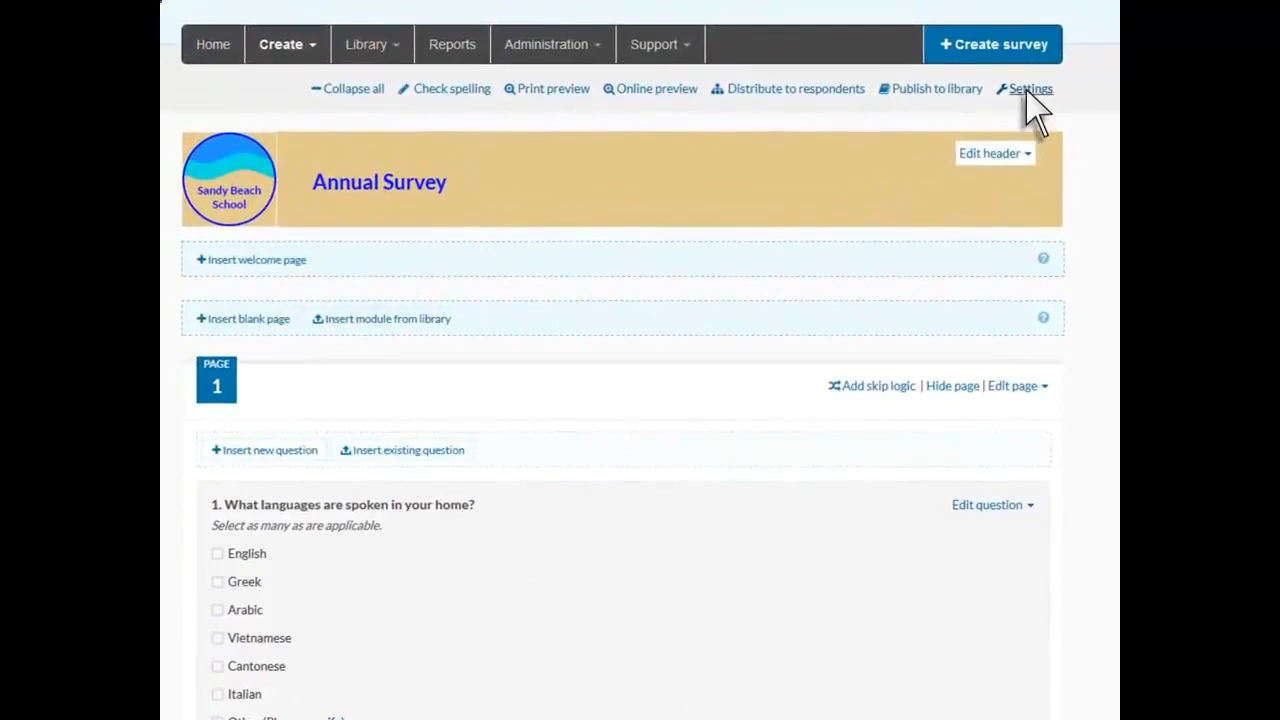 Home Create Library Reports Administration Support + Create survey
Collapse all Check spelling Print preview Online preview Distribute to respondents Publish to library Settings
Edit header
Annual Survey
Sandy Beach
School
+ Insert welcome page
+ Insert blank page Insert module from library
PAGE
1
Add skip logic | Hide page | Edit page
+ Insert new question Insert existing question
1. What languages are spoken in your home? Edit question
Select as many as are applicable.
English
Greek
Arabic
Vietnamese
Cantonese
Italian